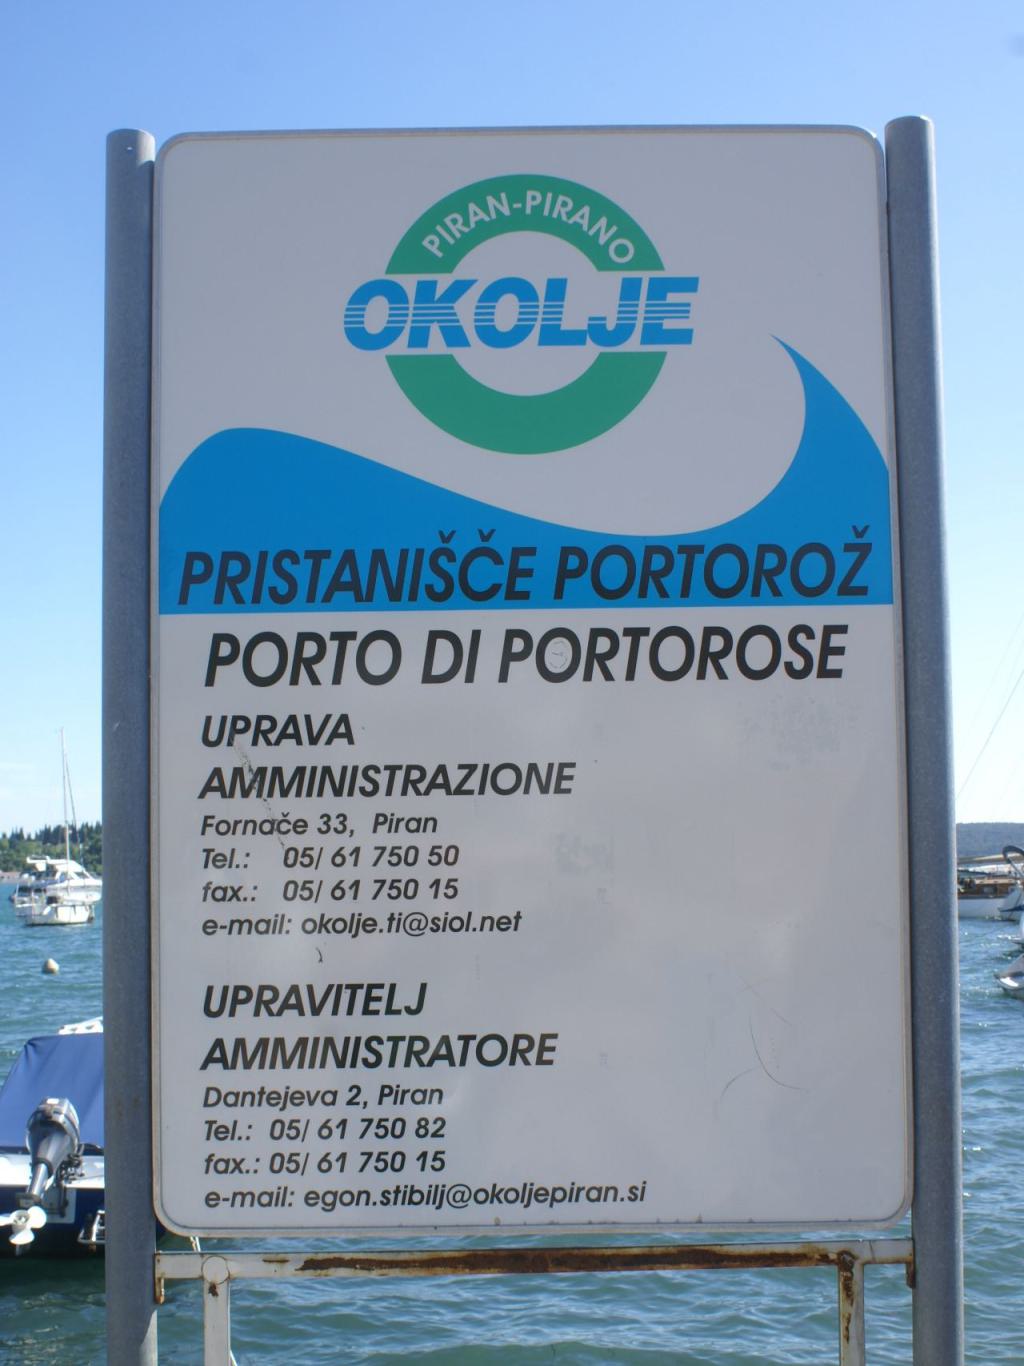 PIRAN-PIRANO
OKOLJE
PRISTANIŠČE PORTOROŽ
PORTO DI PORTOROSE
UPRAVA
AMMINISTRAZIONE
Fornače 33, Piran
Tel.: 05/ 61 750 50
fax.: 05/ 61 750 15
e-mail: okolje.ti@siol.net
UPRAVITELJ
AMMINISTRATORE
Dantejeva 2, Piran
Tel.: 05/ 61 750 82
fax.: 05/ 61 750 15
e-mail: egon.stibilj@okoljepiran.si